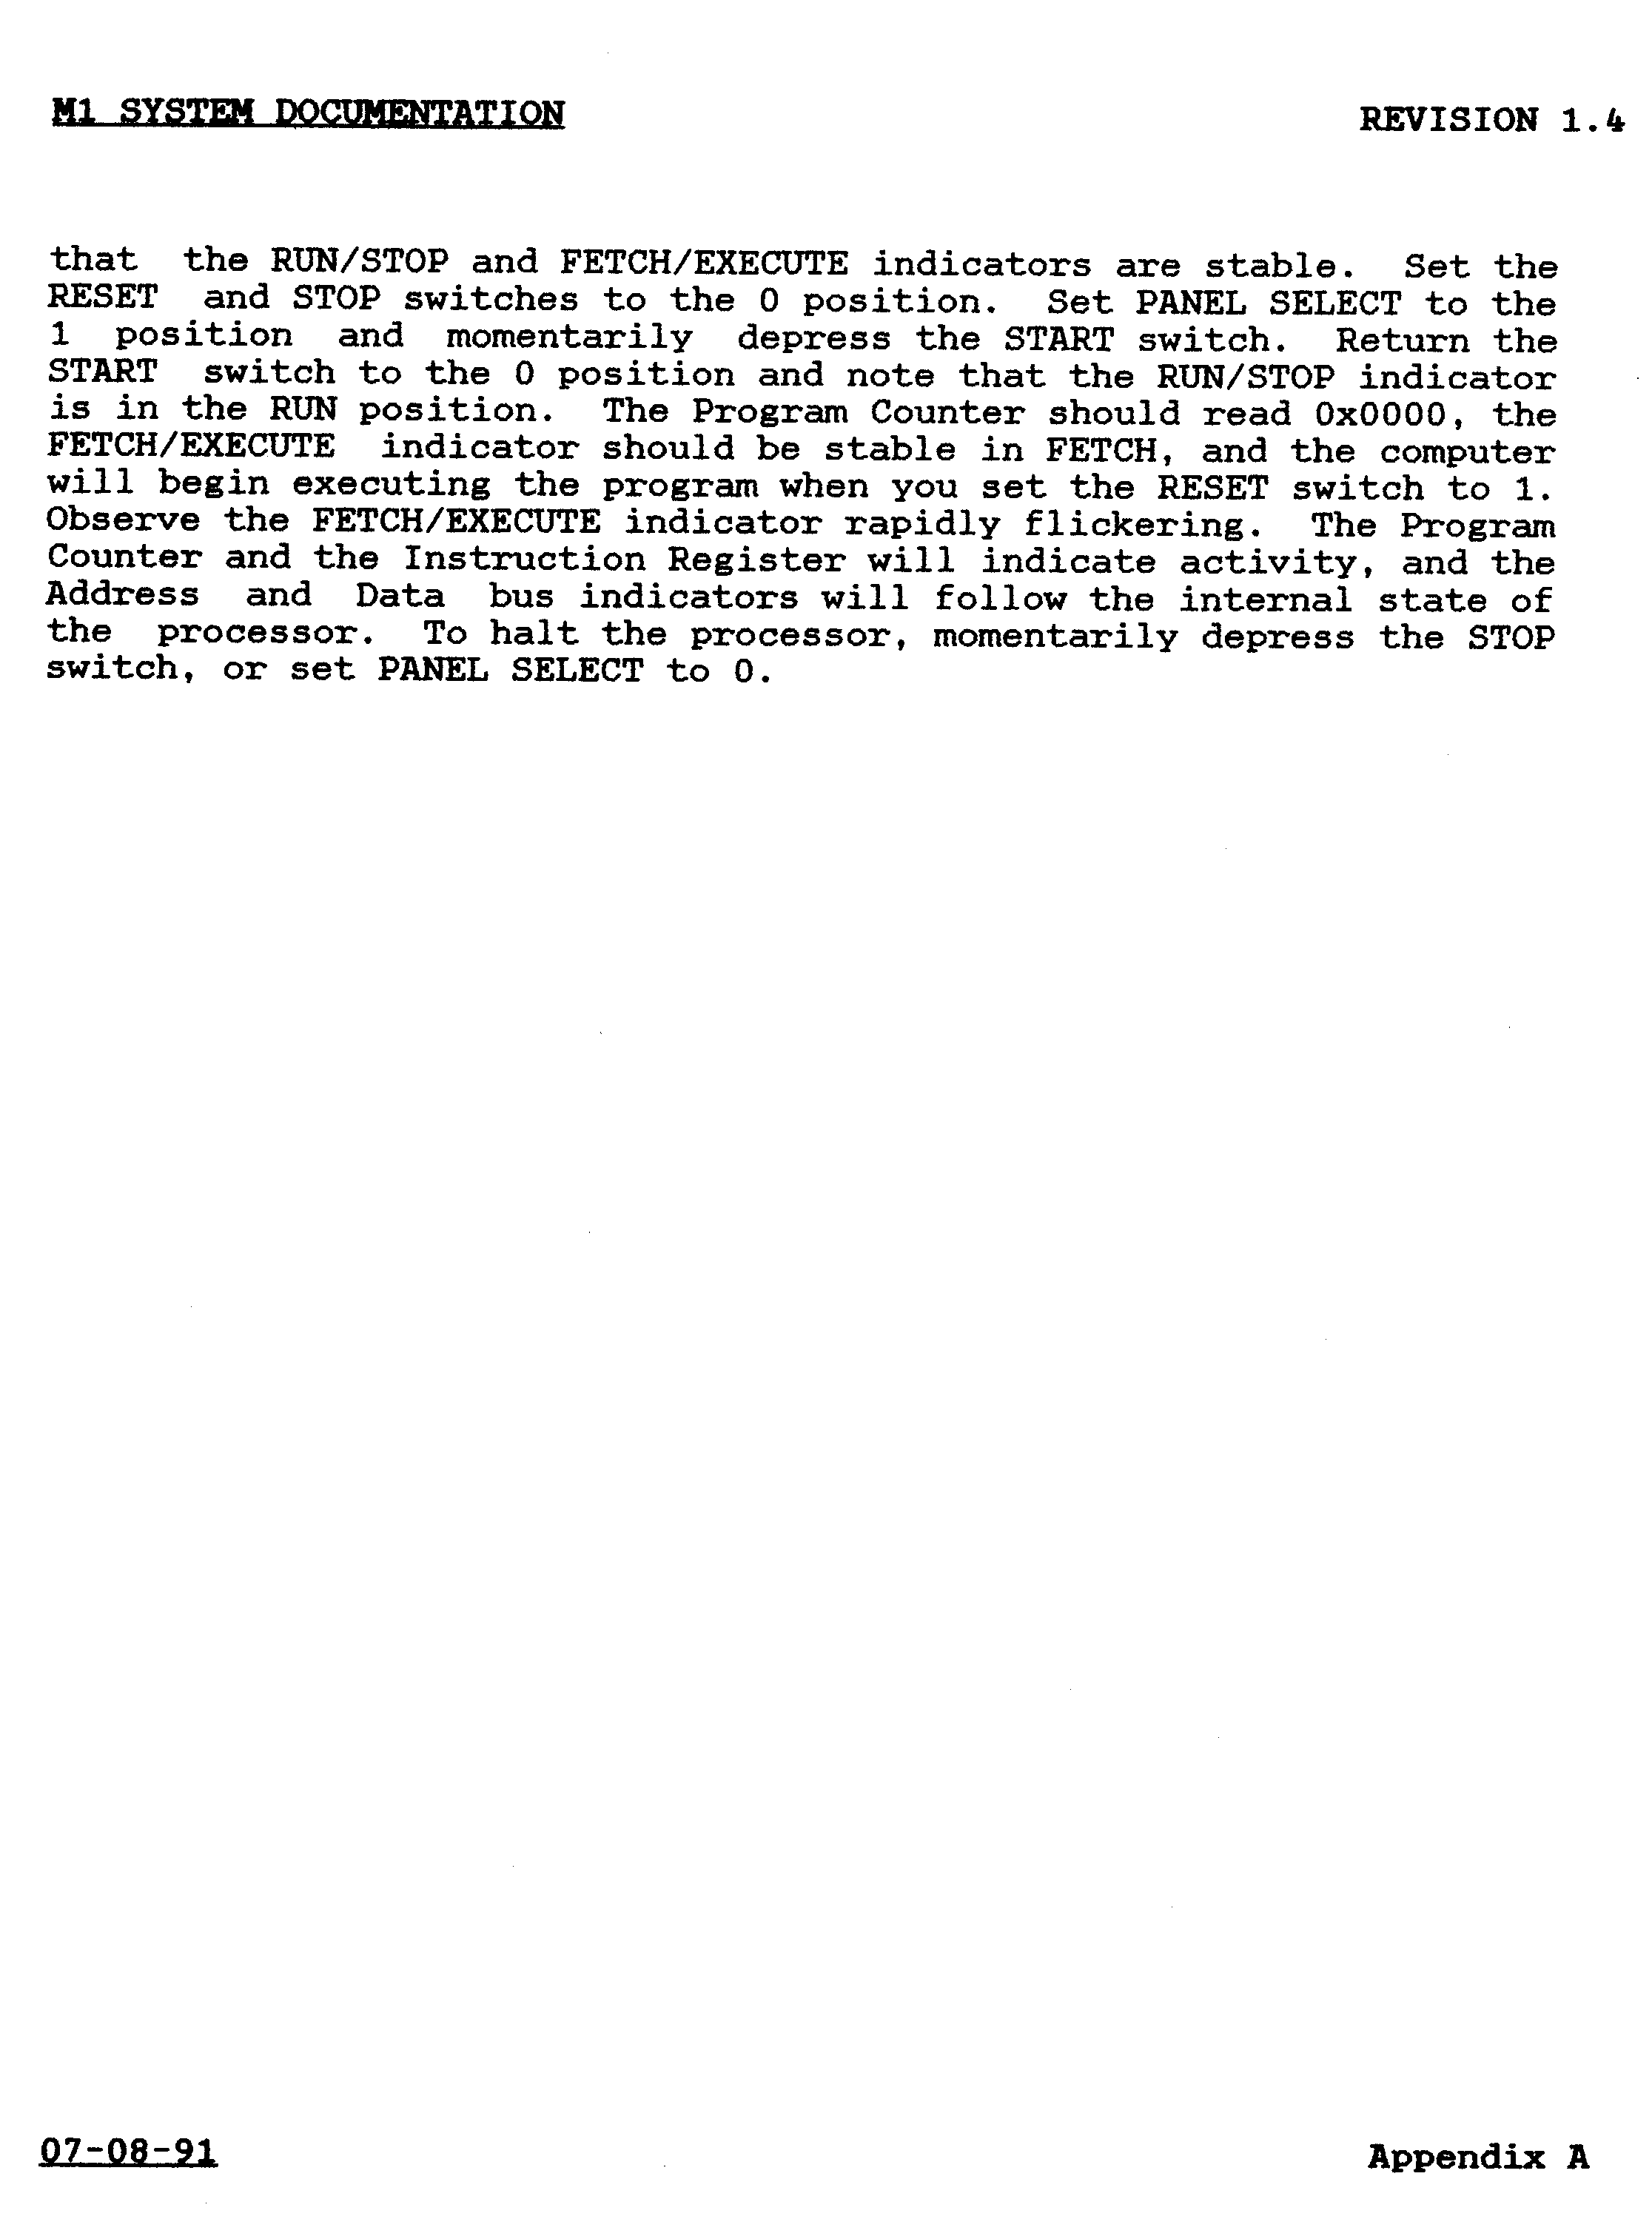 M1 SYSTEM DOCUMENTATION
REVISION 1.4
that the RUN/STOP and FETCH/EXECUTE indicators are stable. Set the
RESET and STOP switches to the 0 position. Set PANEL SELECT to the
1 position and momentarily depress the START switch. Return the
START switch to the 0 position and note that the RUN/STOP indicator
is in the RUN position. The Program Counter should read 0x0000, the
FETCH/EXECUTE indicator should be stable in FETCH, and the computer
will begin executing the program when you set the RESET switch to 1.
Observe the FETCH/EXECUTE indicator rapidly flickering. The Program
Counter and the Instruction Register will indicate activity, and the
Address and Data bus indicators will follow the internal state of
the processor. To halt the processor, momentarily depress the STOP
switch, or set PANEL SELECT to 0.
07-08-91
Appendix A